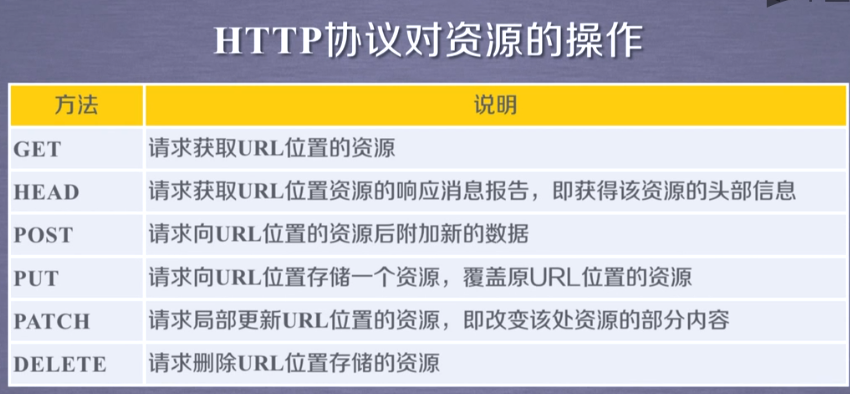 HTTP协议对资源的操作
方法 说明
GET 请求获取URL位置的资源
HEAD 请求获取URL位置资源的响应消息报告，即获得该资源的头部信息
POST 请求向URL位置的资源后附加新的数据
PUT 请求向URL位置存储一个资源，覆盖原URL位置的资源
PATCH 请求局部更新URL位置的资源，即改变该处资源的部分内容
DELETE 请求删除URL位置存储的资源